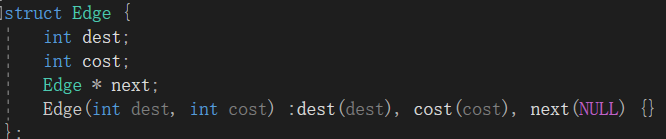 struct Edge {
int dest;
int cost;
Edge * next;
Edge(int dest, int cost) :dest(dest), cost(cost), next(NULL) {}
};